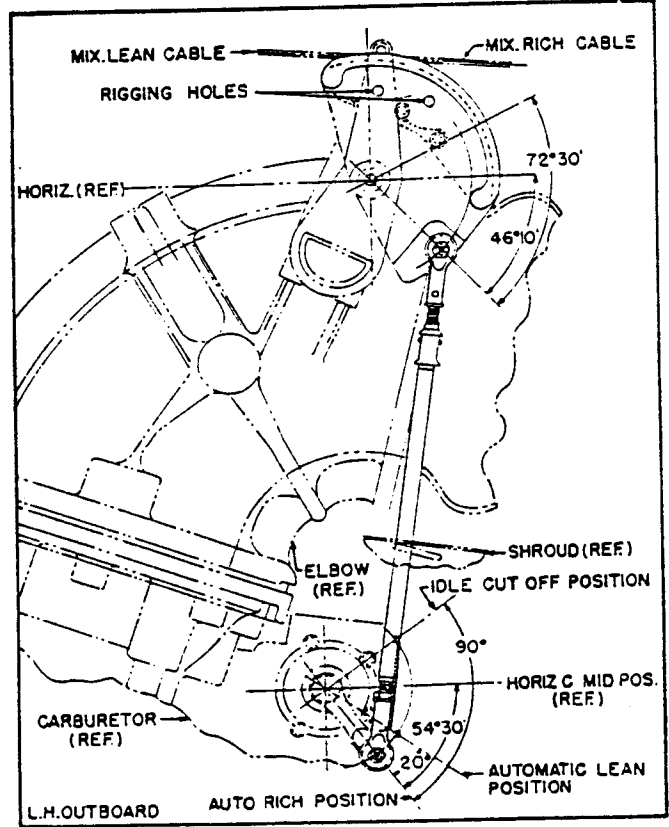 MIX. LEAN CABLE
MIX. RICH CABLE
RIGGING HOLES
72°30'
HORIZ. (REF.)
46°10'
SHROUD (REF.)
ELBOW
(REF.)
IDLE CUT OFF POSITION
90°
HORIZ C MID POS.
(REF.)
CARBURETOR
(REF.)
54°30'
20°
AUTOMATIC LEAN
POSITION
AUTO RICH POSITION
L.H. OUTBOARD